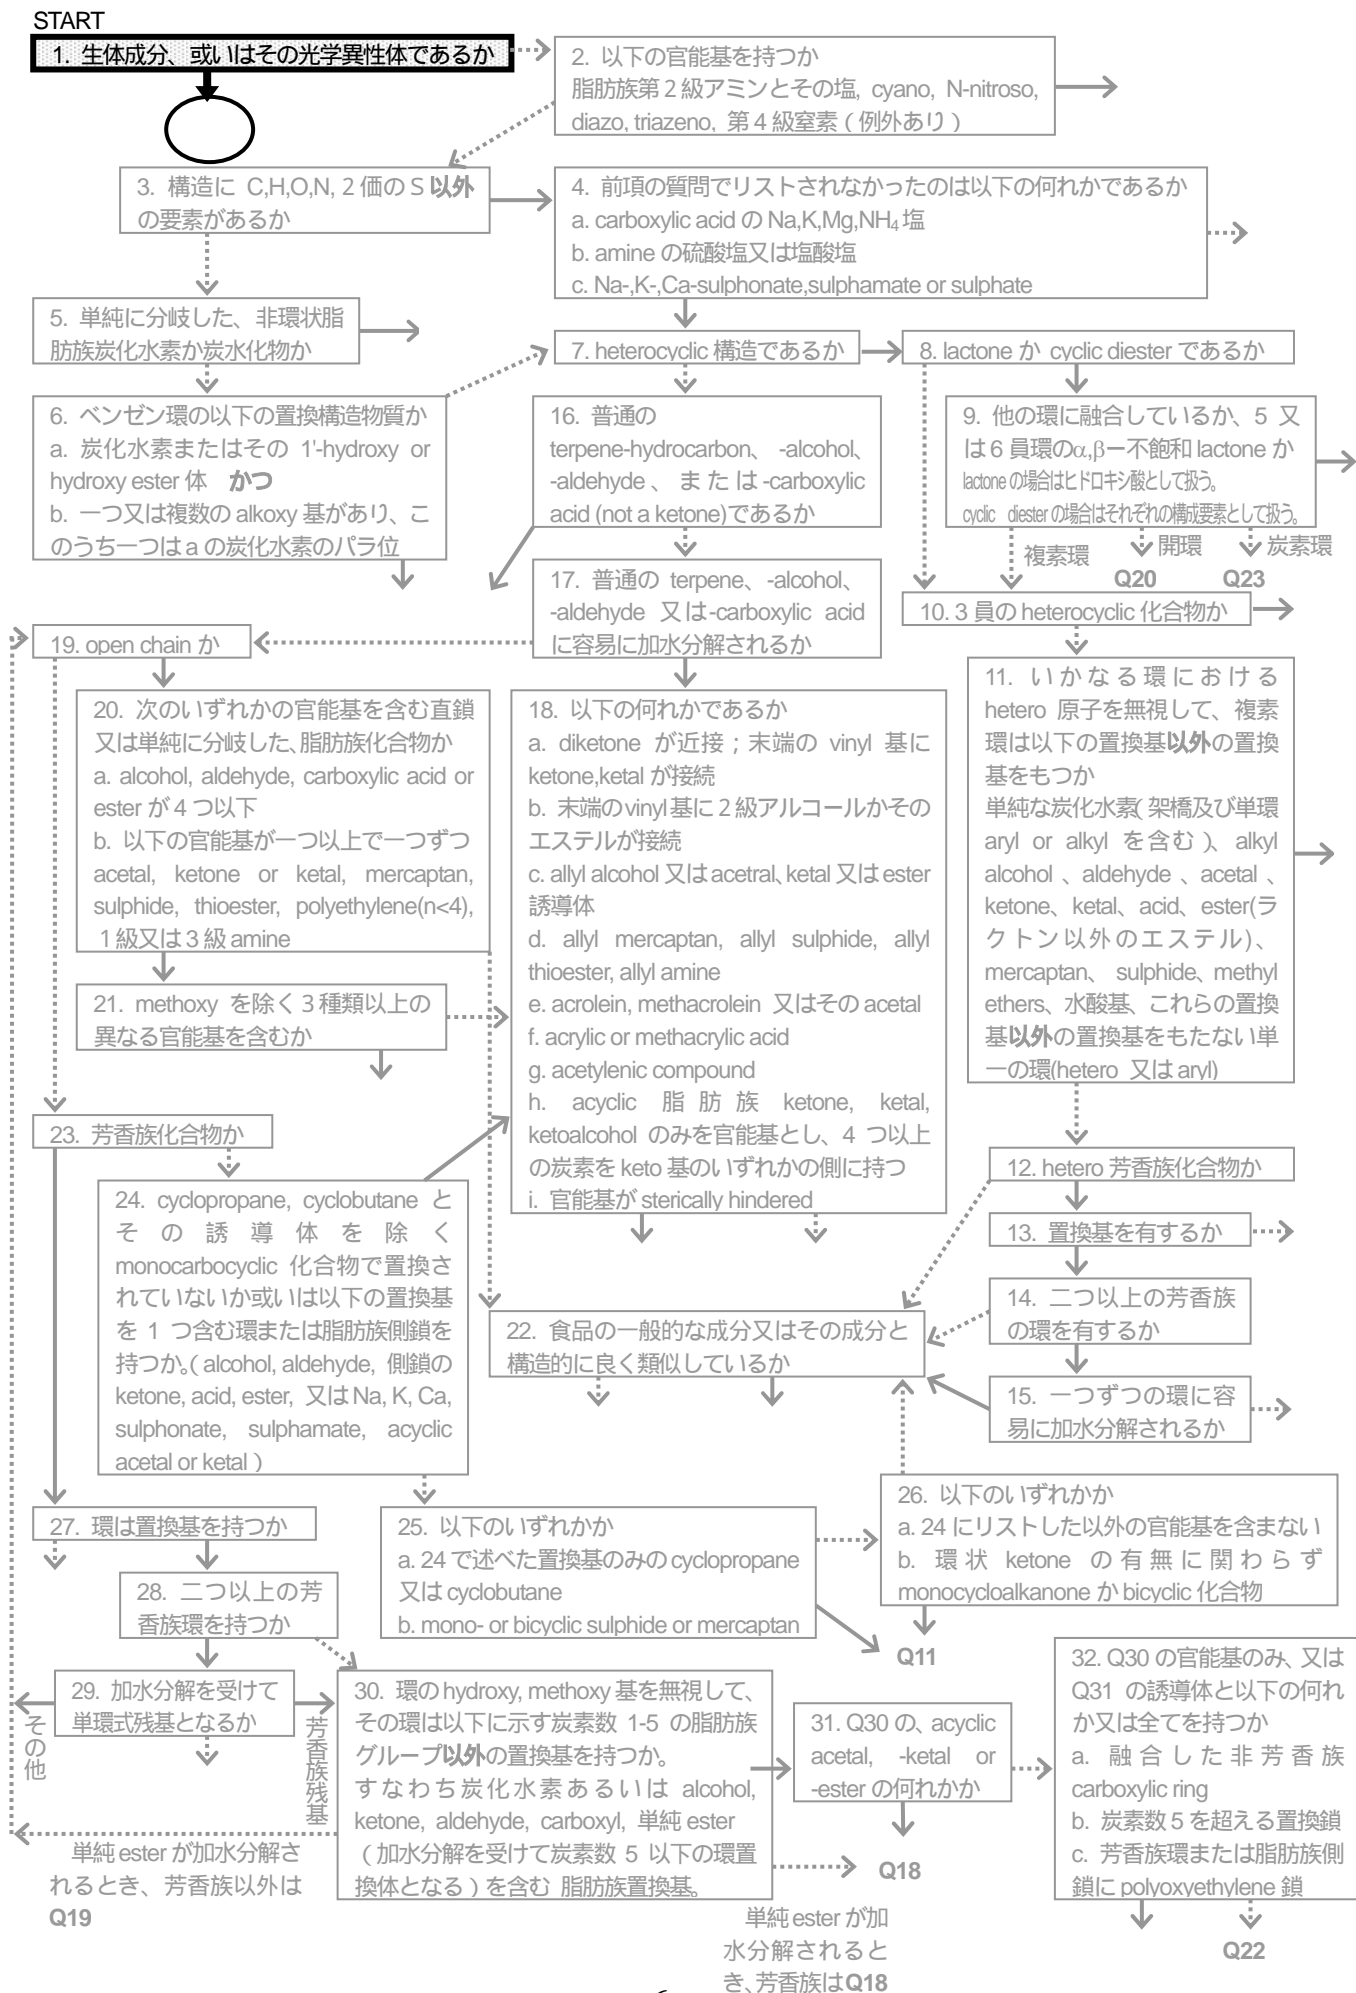 START
1. 生体成分、或いはその光学異性体であるか
2. 以下の官能基を持つか
脂肪族第2級アミンとその塩, cyano, N-nitroso,
diazo, triazeno, 第4級窒素(例外あり)
3. 構造に C,H,O,N, 2価のS以外
の要素があるか
4. 前項の質問でリストされなかったのは以下の何れかであるか
a. carboxylic acid の Na,K,Mg,NH4塩
b. amine の硫酸塩又は塩酸塩
c. Na-,K-,Ca-sulphonate,sulphamate or sulphate
5. 単純に分岐した、非環状脂
肪族炭化水素か炭水化物か
7. heterocyclic 構造であるか
8. lactone か cyclic diester であるか
6. ベンゼン環の以下の置換構造物質か
a. 炭化水素またはその 1'-hydroxy or
hydroxy ester 体 かつ
b. 一つ又は複数の alkoxy 基があり、こ
のうち一つは a の炭化水素のパラ位
16. 普通の
terpene-hydrocarbon、 -alcohol、
-aldehyde 、 または -carboxylic
acid (not a ketone)であるか
9. 他の環に融合しているか、5 又
は6員環のα,βー不飽和 lactone か
lactoneの場合はヒドロキシ酸として扱う。
cyclic diesterの場合はそれぞれの構成要素として扱う。
複素環
開環
炭素環
Q20
Q23
17. 普通の terpene、-alcohol、
-aldehyde 又は-carboxylic acid
に容易に加水分解されるか
10. 3員の heterocyclic 化合物か
19. open chain か
11. いかなる環における
hetero 原子を無視して、複素
環は以下の置換基以外の置換
基をもつか
単純な炭化水素(架橋及び単環
aryl or alkyl を含む)、alkyl
alcohol 、aldehyde 、acetal 、
ketone、ketal、acid、ester(ラ
クトン以外のエステル)、
mercaptan、 sulphide、methyl
ethers、水酸基、これらの置換
基以外の置換基をもたない単
一の環(hetero 又は aryl)
20. 次のいずれかの官能基を含む直鎖
又は単純に分岐した、脂肪族化合物か
a. alcohol, aldehyde, carboxylic acid or
ester が4つ以下
b. 以下の官能基が一つ以上で一つずつ
acetal, ketone or ketal, mercaptan,
sulphide, thioester, polyethylene(n<4),
1級又は3級 amine
18. 以下の何れかであるか
a. diketone が近接;末端の vinyl 基に
ketone,ketal が接続
b. 末端のvinyl基に2級アルコールかその
エステルが接続
c. allyl alcohol 又は acetral, ketal 又は ester
誘導体
d. allyl mercaptan, allyl sulphide, allyl
thioester, allyl amine
e. acrolein, methacrolein 又はその acetal
f. acrylic or methacrylic acid
g. acetylenic compound
h. acyclic 脂肪族 ketone, ketal,
ketoalcohol のみを官能基とし、4 つ以上
の炭素を keto 基のいずれかの側に持つ
i. 官能基が sterically hindered
21. methoxy を除く3種類以上の
異なる官能基を含むか
23. 芳香族化合物か
12. hetero 芳香族化合物か
24. cyclopropane, cyclobutane と
その誘導体を除く
monocarbocyclic 化合物で置換さ
れていないか或いは以下の置換基
を 1 つ含む環または脂肪族側鎖を
持つか。(alcohol, aldehyde, 側鎖の
ketone, acid, ester, 又は Na, K, Ca,
sulphonate, sulphamate, acyclic
acetal or ketal )
13. 置換基を有するか
14. 二つ以上の芳香族
の環を有するか
22. 食品の一般的な成分又はその成分と
構造的に良く類似しているか
15. 一つずつの環に容
易に加水分解されるか
26. 以下のいずれかか
a. 24にリストした以外の官能基を含まない
b. 環状 ketone の有無に関わらず
monocycloalkanone か bicyclic 化合物
27. 環は置換基を持つか
25. 以下のいずれかか
a. 24で述べた置換基のみの cyclopropane
又は cyclobutane
b. mono- or bicyclic sulphide or mercaptan
28. 二つ以上の芳
香族環を持つか
Q11
29. 加水分解を受けて
単環式残基となるか
その他
芳香族残基
30. 環の hydroxy, methoxy 基を無視して、
その環は以下に示す炭素数 1-5 の脂肪族
グループ以外の置換基を持つか。
すなわち炭化水素あるいは alcohol,
ketone, aldehyde, carboxyl, 単純 ester
(加水分解を受けて炭素数 5 以下の環置
換体となる)を含む 脂肪族置換基。
31. Q30 の、acyclic
acetal, -ketal or
-ester の何れかか
32. Q30 の官能基のみ、又は
Q31 の誘導体と以下の何れ
か又は全てを持つか
a. 融合した非芳香族
carboxylic ring
b. 炭素数5を超える置換鎖
c. 芳香族環または脂肪族側
鎖に polyoxyethylene 鎖
Q18
単純 ester が加水分解さ
れるとき、芳香族以外は
Q19
単純 ester が加
水分解されると
き、芳香族はQ18
Q22